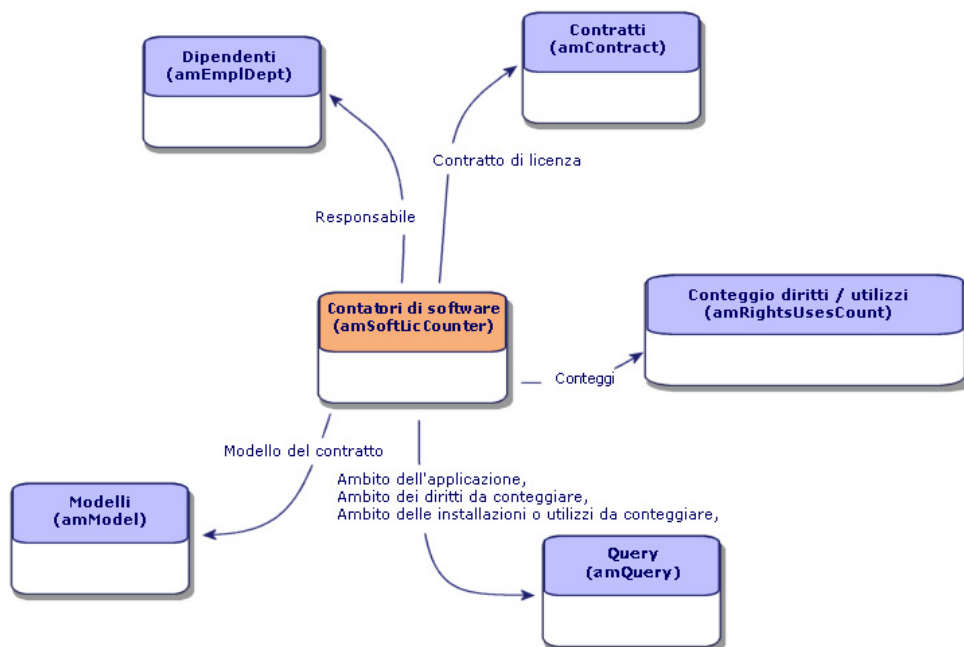 Contratti
(amContract)
Dipendenti
(amEmplDept)
Contratto di licenza
Responsabile
Contatori di software
(amSoftLicCounter)
Conteggio diritti / utilizzi
(amRightsUsesCount)
Conteggi
Modello del contratto
Ambito dell'applicazione,
Ambito dei diritti da conteggiare,
Ambito delle installazioni o utilizzi da conteggiare,
Modelli
(amModel)
Query
(amQuery)